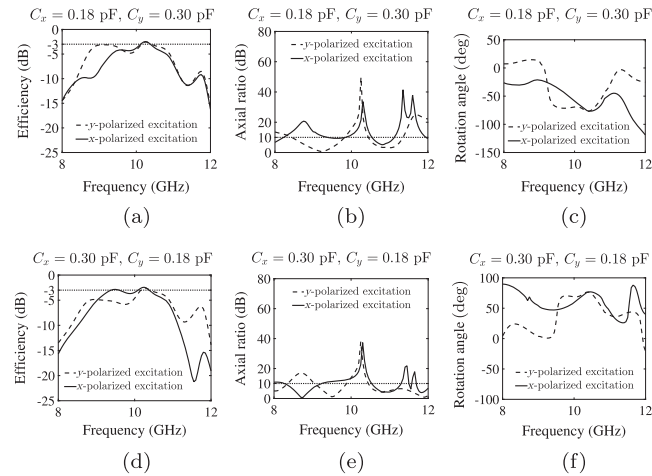 C_x = 0.18 pF, C_y = 0.30 pF
0
-3
-5
-10
-15
-20
-25
Efficiency (dB)
y-polarized excitation
x-polarized excitation
8
10
12
Frequency (GHz)
(a)
C_x = 0.18 pF, C_y = 0.30 pF
80
60
40
20
10
0
Axial ratio (dB)
y-polarized excitation
x-polarized excitation
8
10
12
Frequency (GHz)
(b)
C_x = 0.18 pF, C_y = 0.30 pF
50
0
-50
-100
-150
Rotation angle (deg)
y-polarized excitation
x-polarized excitation
8
10
12
Frequency (GHz)
(c)
C_x = 0.30 pF, C_y = 0.18 pF
0
-3
-5
-10
-15
-20
-25
Efficiency (dB)
y-polarized excitation
x-polarized excitation
8
10
12
Frequency (GHz)
(d)
C_x = 0.30 pF, C_y = 0.18 pF
80
60
40
20
10
0
Axial ratio (dB)
y-polarized excitation
x-polarized excitation
8
10
12
Frequency (GHz)
(e)
C_x = 0.30 pF, C_y = 0.18 pF
100
50
0
-50
-100
Rotation angle (deg)
y-polarized excitation
x-polarized excitation
8
10
12
Frequency (GHz)
(f)